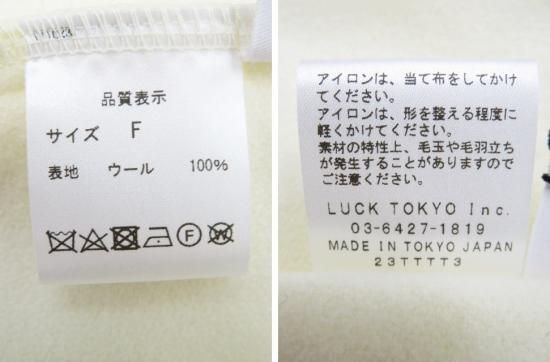 品質表示
サイズ F
表地 ウール 100%
F
W
アイロンは、当て布をしてかけ
てください。
アイロンは、形を整える程度に
軽くかけてください。
素材の特性上、毛玉や毛羽立ち
が発生することがありますので
ご注意ください。
LUCK TOKYO Inc.
03-6427-1819
MADE IN TOKYO JAPAN
23TTTT3